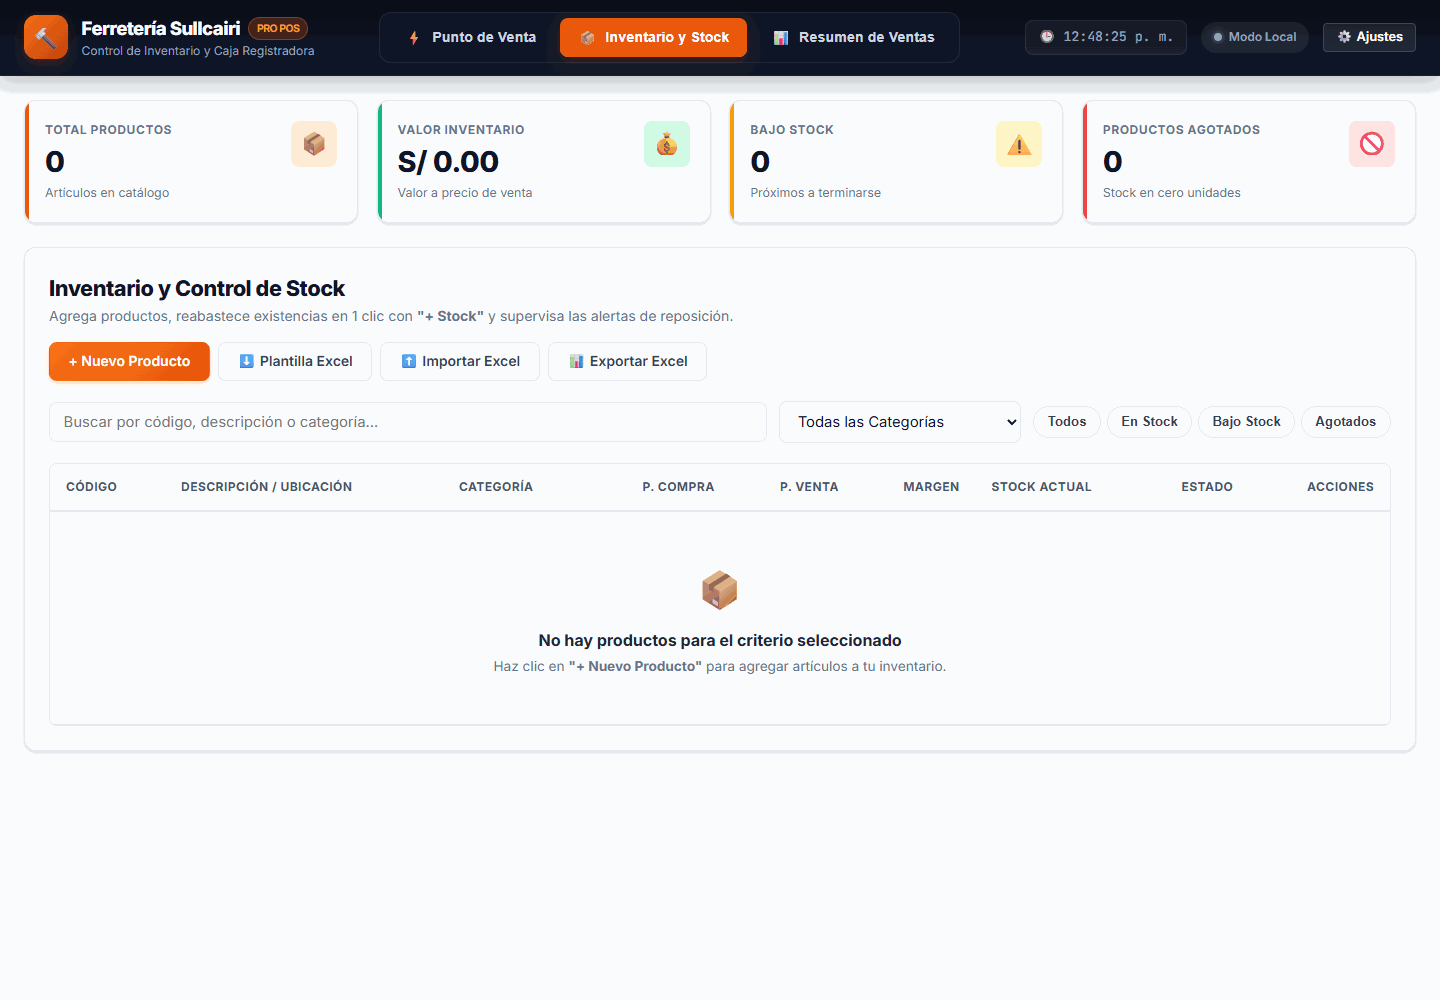 Ferretería Sullcairi PRO POS
Control de Inventario y Caja Registradora
Punto de Venta
Inventario y Stock
Resumen de Ventas
12:48:25 p. m.
Modo Local
Ajustes
TOTAL PRODUCTOS
0
Artículos en catálogo
VALOR INVENTARIO
S/ 0.00
Valor a precio de venta
BAJO STOCK
0
Próximos a terminarse
PRODUCTOS AGOTADOS
0
Stock en cero unidades
Inventario y Control de Stock
Agrega productos, reabastece existencias en 1 clic con "+ Stock" y supervisa las alertas de reposición.
+ Nuevo Producto
Plantilla Excel
Importar Excel
Exportar Excel
Buscar por código, descripción o categoría...
Todas las Categorías
Todos
En Stock
Bajo Stock
Agotados
CÓDIGO DESCRIPCIÓN / UBICACIÓN CATEGORÍA P. COMPRA P. VENTA MARGEN STOCK ACTUAL ESTADO ACCIONES
No hay productos para el criterio seleccionado
Haz clic en "+ Nuevo Producto" para agregar artículos a tu inventario.